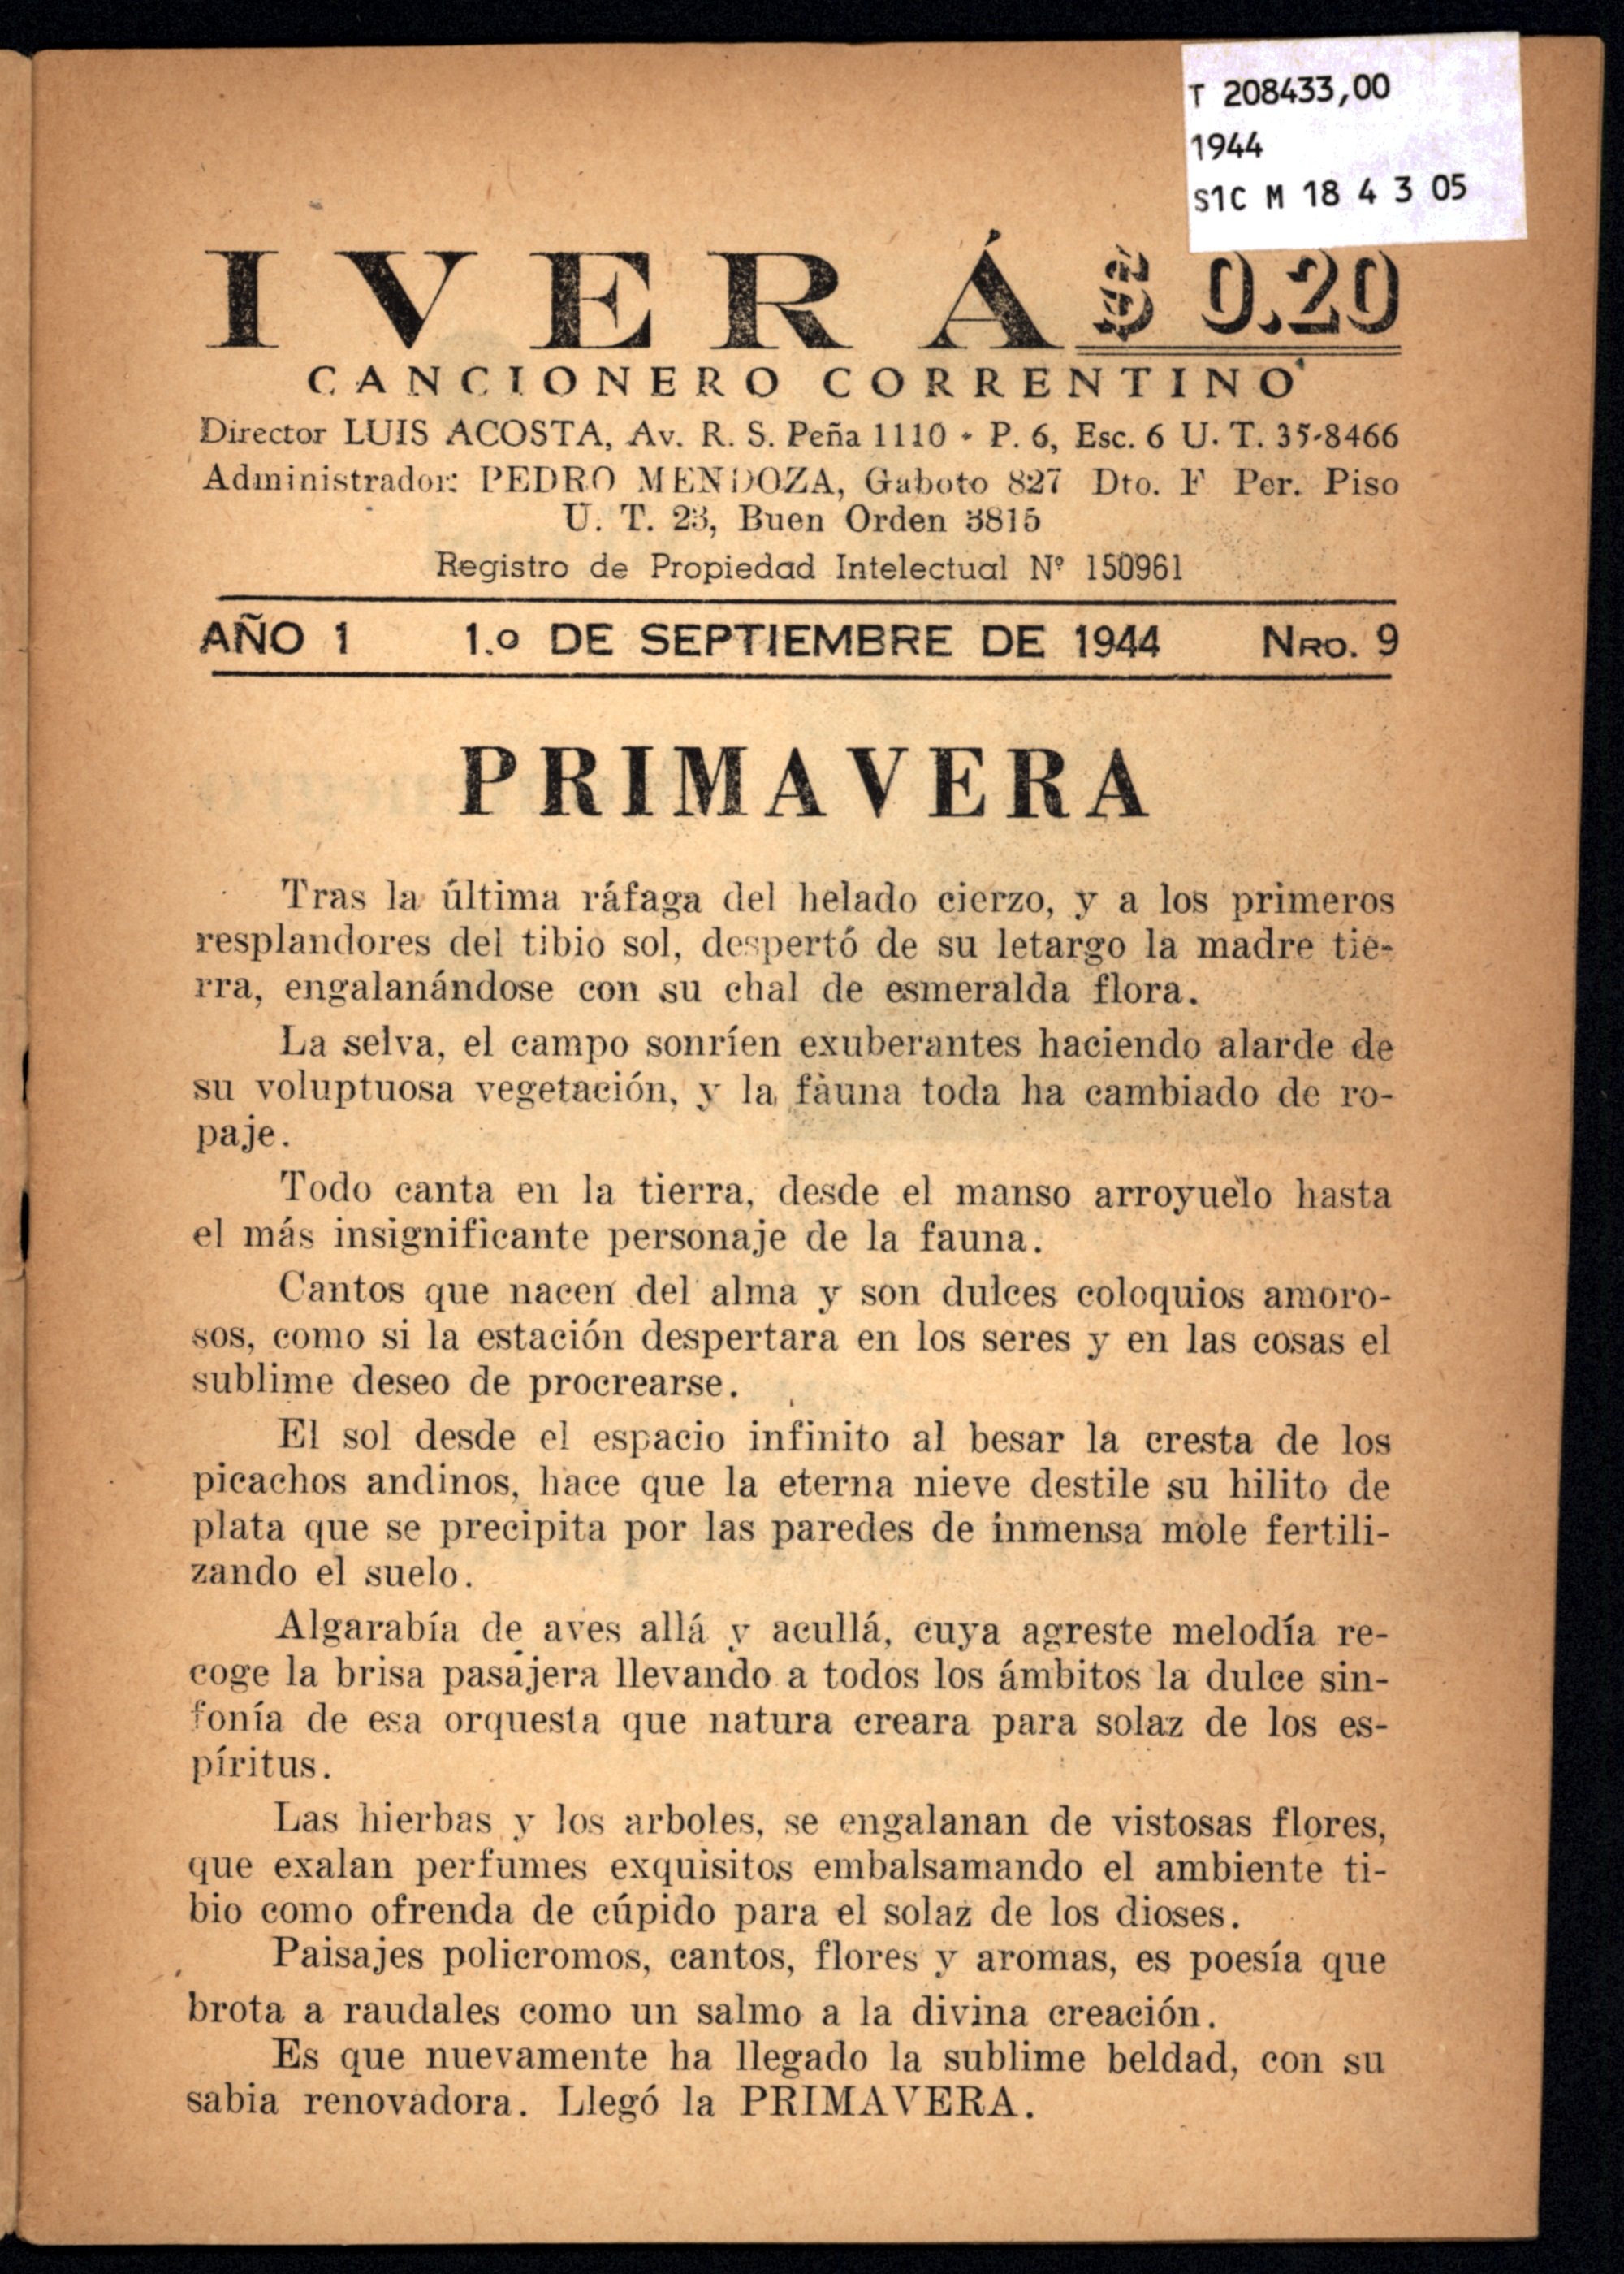 T 208433,00
1944
S1C M 18 4 3 05
IVERÁ $ 0.20
CANCIONERO CORRENTINO
Director LUIS ACOSTA, Av. R. S. Peña 1110 - P. 6, Esc. 6 U. T. 35-8466
Administrador: PEDRO MENDOZA, Gaboto 827 Dto. F Per. Piso
U. T. 23, Buen Orden 3815
Registro de Propiedad Intelectual Nº 150961
AÑO 1 1.o DE SEPTIEMBRE DE 1944 NRO. 9
PRIMAVERA
Tras la última ráfaga del helado cierzo, y a los primeros
resplandores del tibio sol, despertó de su letargo la madre tie-
rra, engalanándose con su chal de esmeralda flora.
La selva, el campo sonríen exuberantes haciendo alarde de
su voluptuosa vegetación, y la fauna toda ha cambiado de ro-
paje.
Todo canta en la tierra, desde el manso arroyuelo hasta
el más insignificante personaje de la fauna.
Cantos que nacen del alma y son dulces coloquios amoro-
sos, como si la estación despertara en los seres y en las cosas el
sublime deseo de procrearse.
El sol desde el espacio infinito al besar la cresta de los
picachos andinos, hace que la eterna nieve destile su hilito de
plata que se precipita por las paredes de inmensa mole fertili-
zando el suelo.
Algarabía de aves allá y acullá, cuya agreste melodía re-
coge la brisa pasajera llevando a todos los ámbitos la dulce sin-
fonía de esa orquesta que natura creara para solaz de los es-
píritus.
Las hierbas y los arboles, se engalanan de vistosas flores,
que exalan perfumes exquisitos embalsamando el ambiente ti-
bio como ofrenda de cúpido para el solaz de los dioses.
Paisajes policromos, cantos, flores y aromas, es poesía que
brota a raudales como un salmo a la divina creación.
Es que nuevamente ha llegado la sublime beldad, con su
sabia renovadora. Llegó la PRIMAVERA.